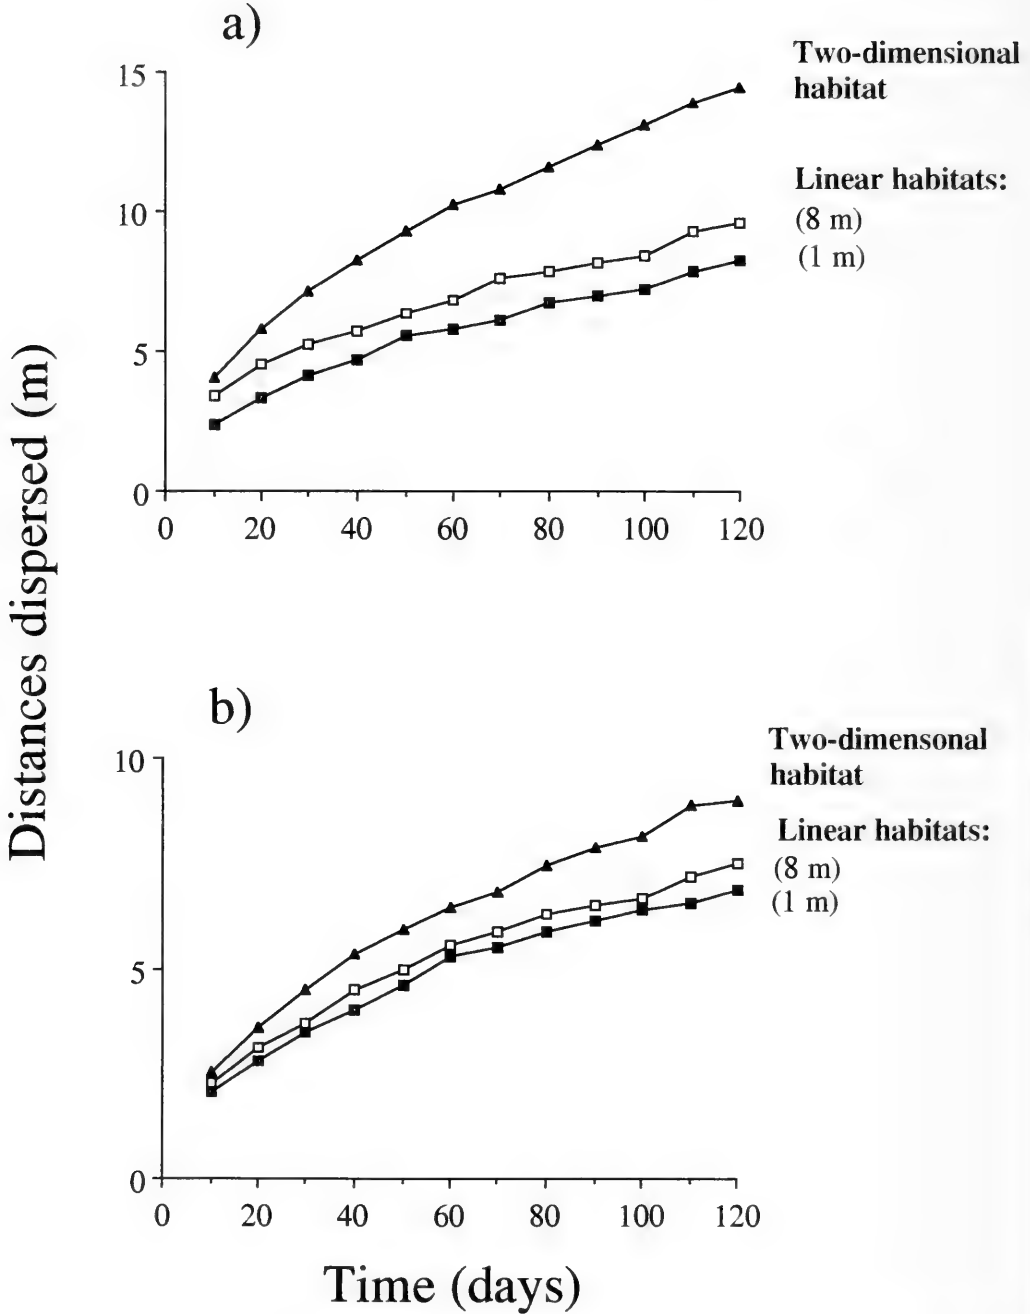 a)
Two-dimensional
habitat
Linear habitats:
(8 m)
(1 m)
15
10
5
0
0 20 40 60 80 100 120
Distances dispersed (m)
b)
Two-dimensonal
habitat
Linear habitats:
(8 m)
(1 m)
10
5
0
0 20 40 60 80 100 120
Time (days)